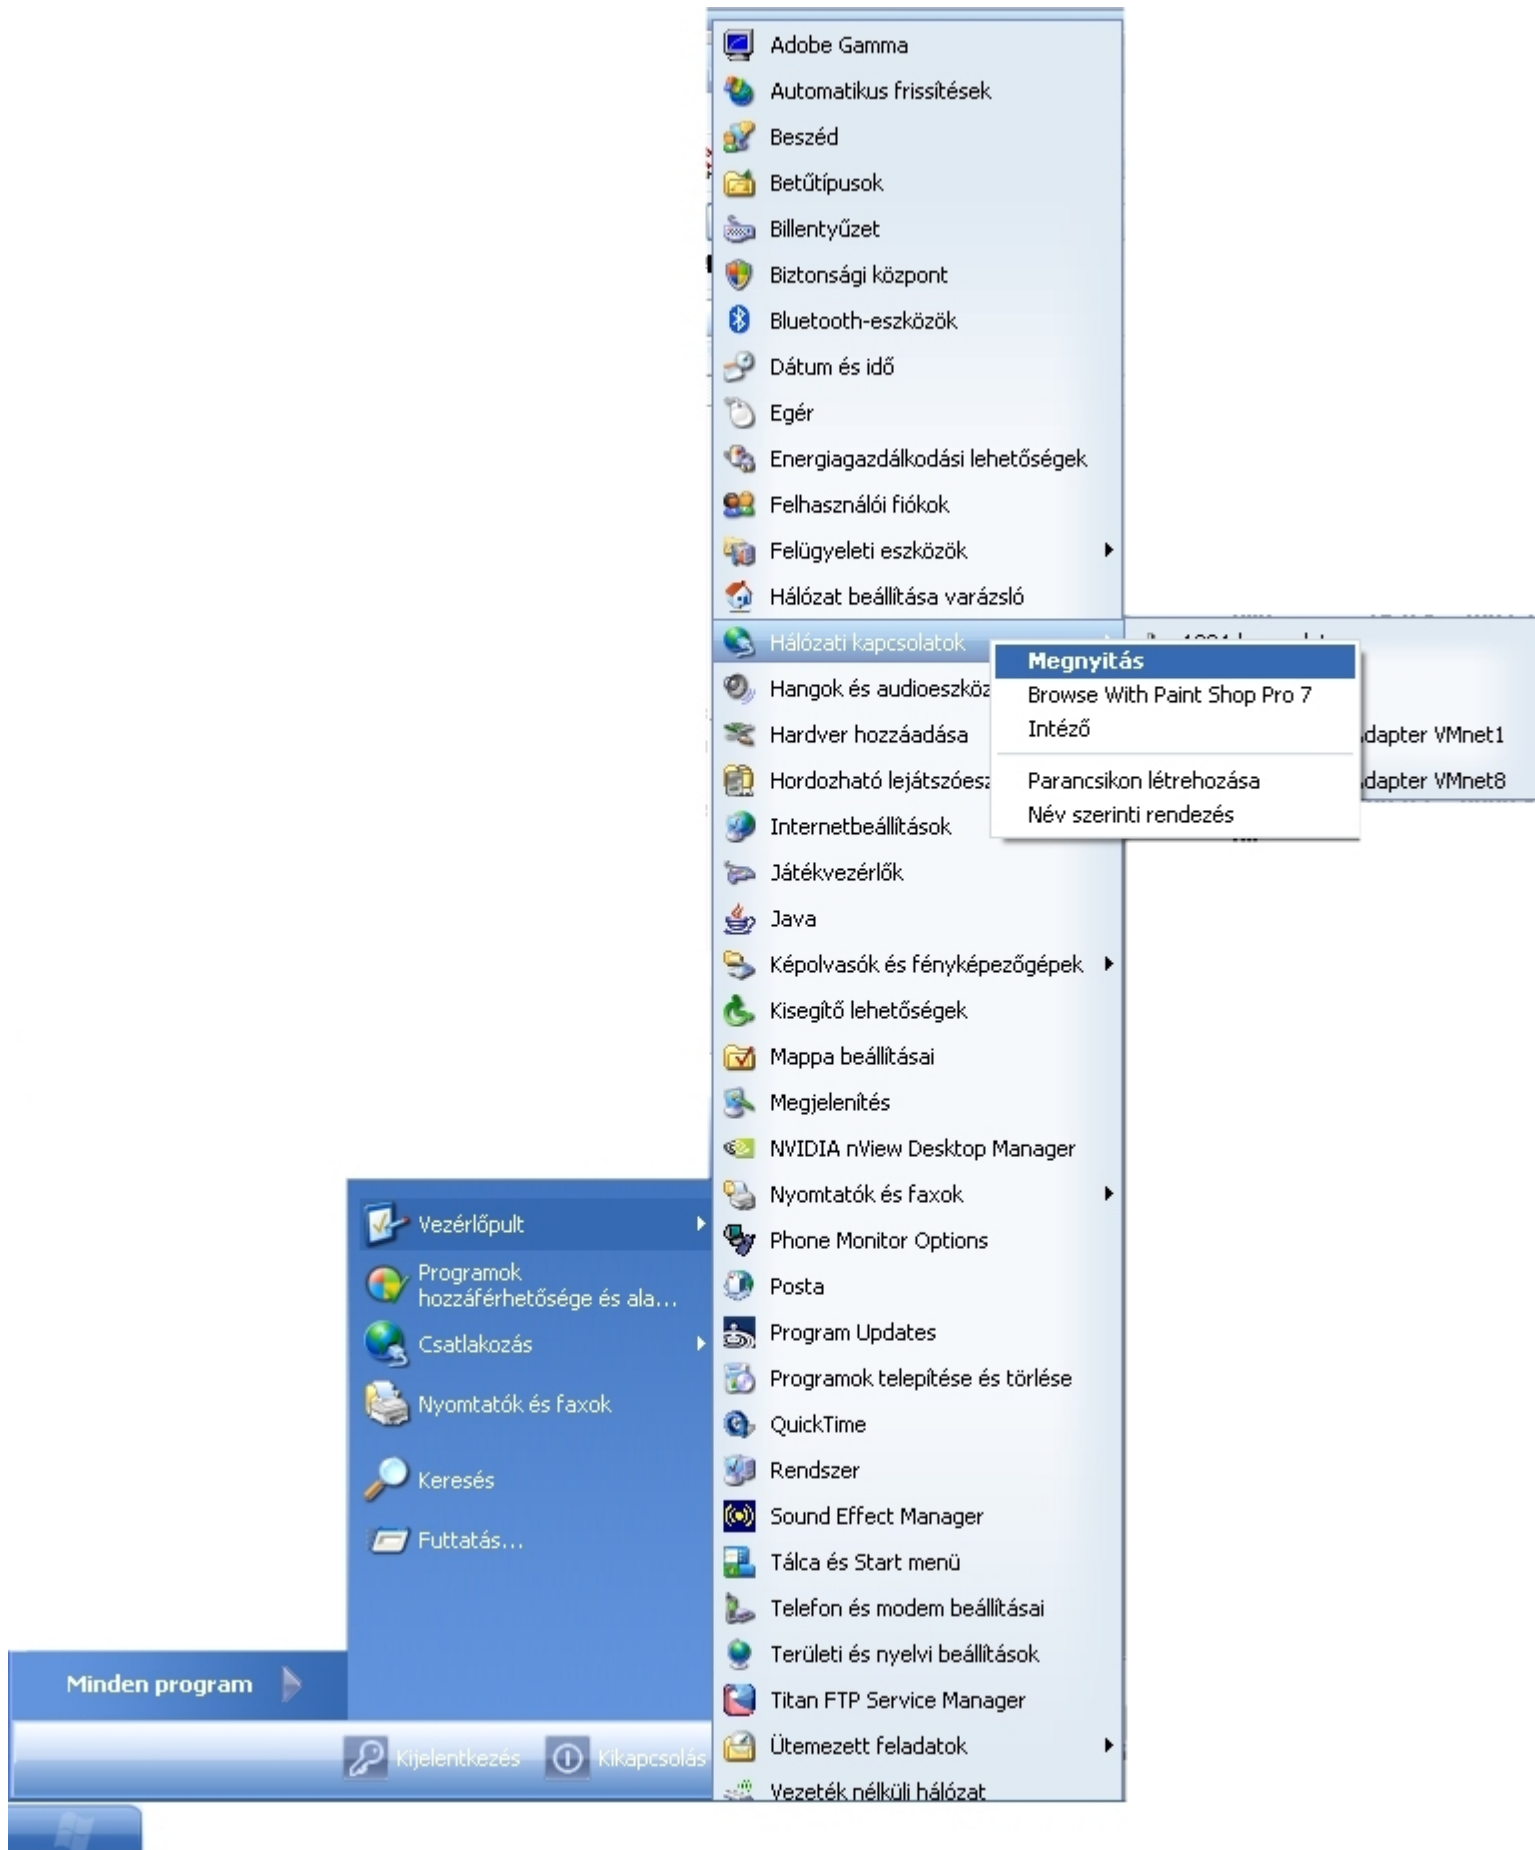 Adobe Gamma
Automatikus frissítések
Beszéd
Betűtípusok
Billentyűzet
Biztonsági központ
Bluetooth-eszközök
Dátum és idő
Egér
Energiagazdálkodási lehetőségek
Felhasználói fiókok
Felügyeleti eszközök
Hálózat beállítása varázsló
Hálózati kapcsolatok
Hangok és audioeszköz
Hardver hozzáadása
Hordozható lejátszóesz
Internetbeállítások
Játékvezérlők
Java
Képolvasók és fényképezőgépek
Kisegítő lehetőségek
Mappa beállításai
Megjelenítés
NVIDIA nView Desktop Manager
Nyomtatók és faxok
Phone Monitor Options
Posta
Program Updates
Programok telepítése és törlése
QuickTime
Rendszer
Sound Effect Manager
Tálca és Start menü
Telefon és modem beállításai
Területi és nyelvi beállítások
Titan FTP Service Manager
Ütemezett feladatok
Vezeték nélküli hálózat
Megnyitás
Browse With Paint Shop Pro 7
Intéző
Parancsikon létrehozása
Név szerinti rendezés
dapter VMnet1
dapter VMnet8
Vezérlőpult
Programok
hozzáférhetősége és ala...
Csatlakozás
Nyomtatók és faxok
Keresés
Futtatás...
Minden program
Kijelentkezés
Kikapcsolás